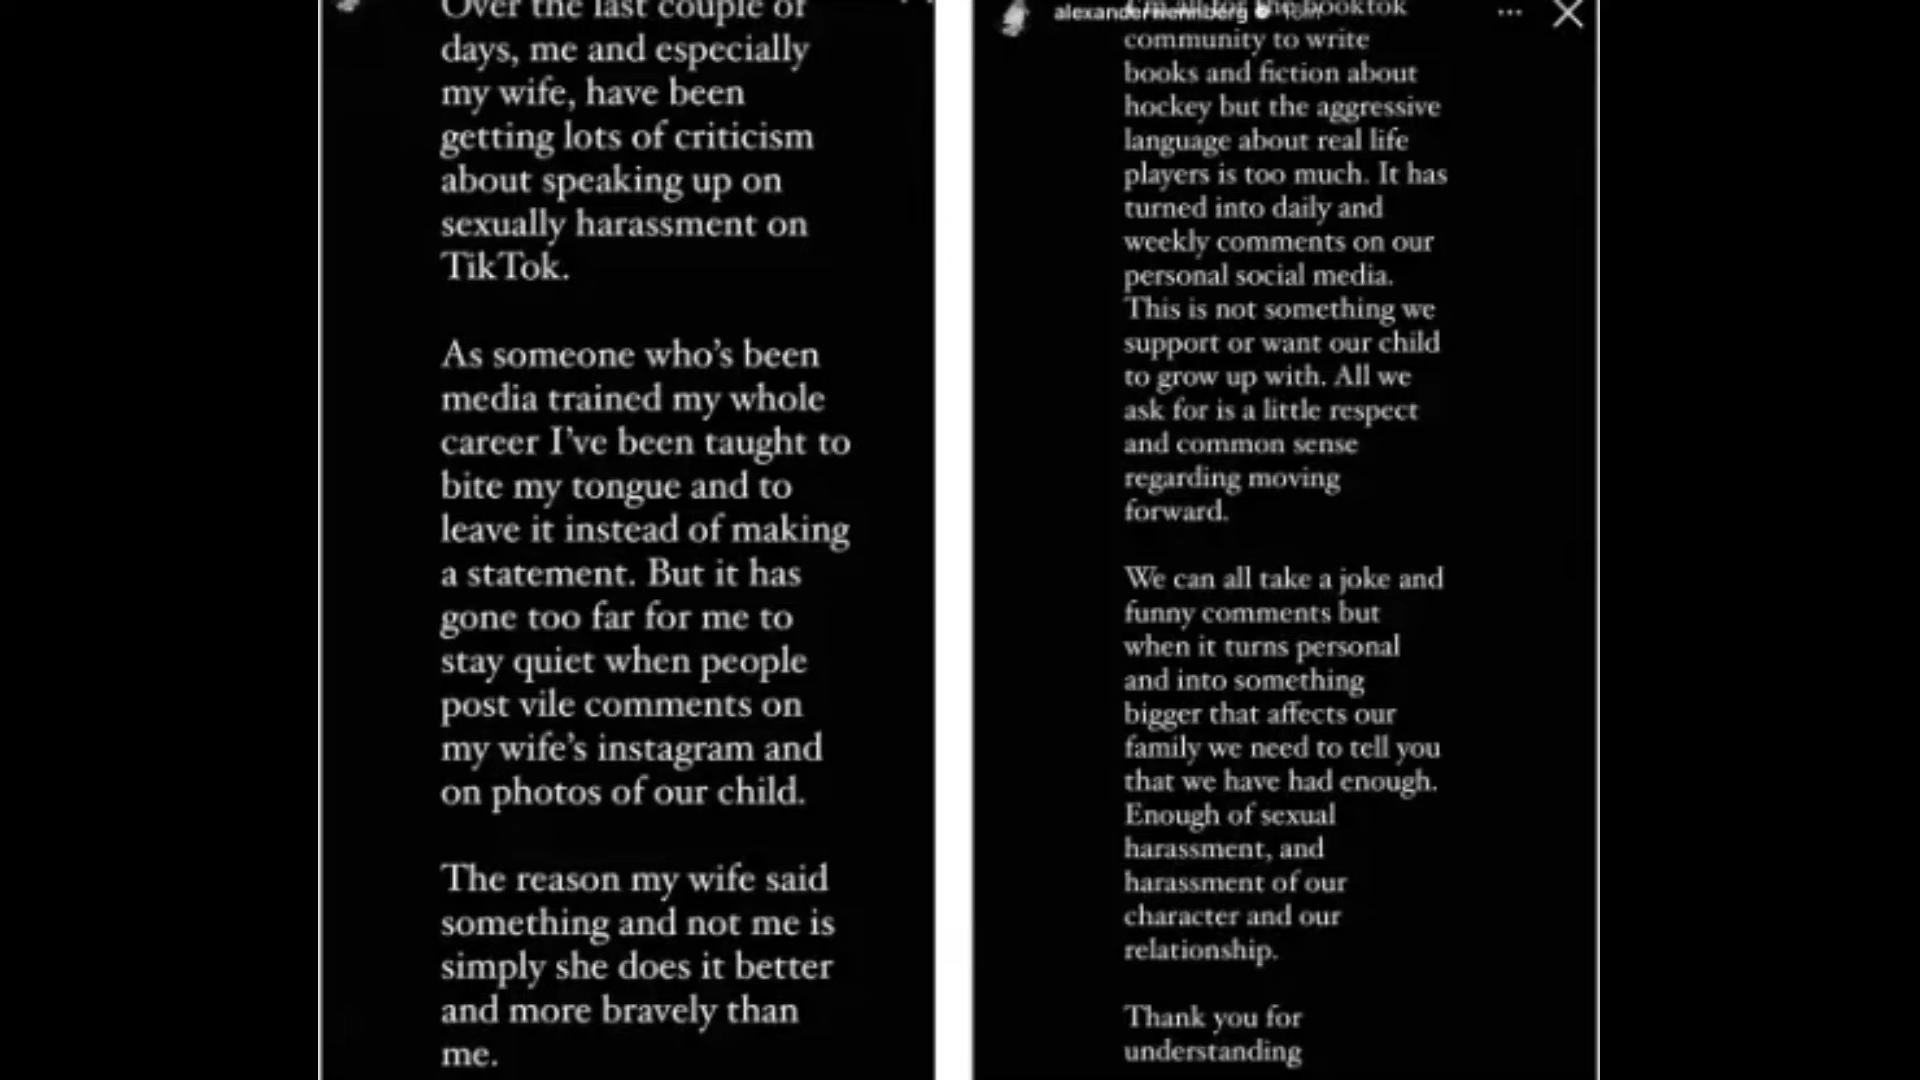 Over the last couple of
days, me and especially
my wife, have been
getting lots of criticism
about speaking up on
sexually harassment on
TikTok.
As someone who's been
media trained my whole
career I've been taught to
bite my tongue and to
leave it instead of making
a statement. But it has
gone too far for me to
stay quiet when people
post vile comments on
my wife's instagram and
on photos of our child.
The reason my wife said
something and not me is
simply she does it better
and more bravely than
me.
the booktok
community to write
books and fiction about
hockey but the aggressive
language about real life
players is too much. It has
turned into daily and
weekly comments on our
personal social media.
This is not something we
support or want our child
to grow up with. All we
ask for is a little respect
and common sense
regarding moving
forward.
We can all take a joke and
funny comments but
when it turns personal
and into something
bigger that affects our
family we need to tell you
that we have had enough.
Enough of sexual
harassment, and
harassment of our
character and our
relationship.
Thank you for
understanding